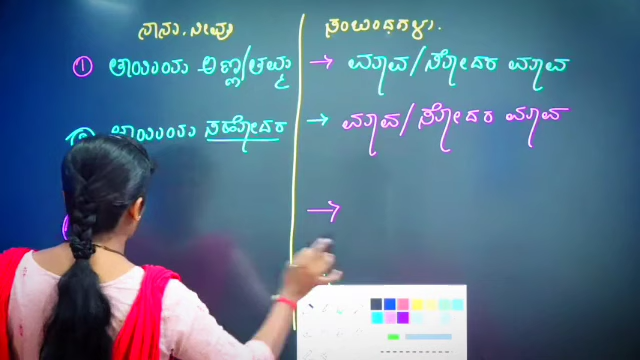 ನಾನು.ನೀವು ಸಂಬಂಧಗಳು.
① ತಾಯಿಯ ಅಣ್ಣ/ತಮ್ಮ → ಮಾವ/ಸೋದರ ಮಾವ
ತಾಯಿಯ ಸಹೋದರ → ಮಾವ/ಸೋದರ ಮಾವ
→